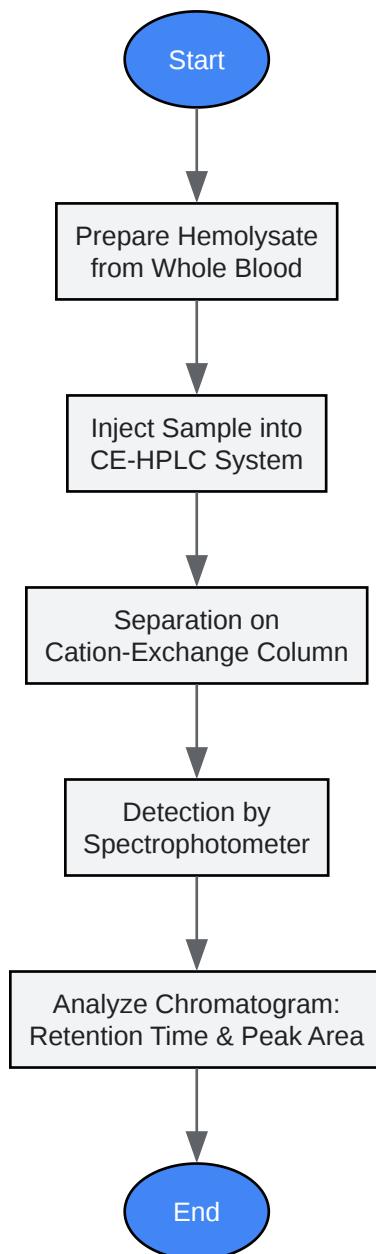 Start
Prepare Hemolysate
from Whole Blood
Inject Sample into
CE-HPLC System
Separation on
Cation-Exchange Column
Detection by
Spectrophotometer
Analyze Chromatogram:
Retention Time & Peak Area
End